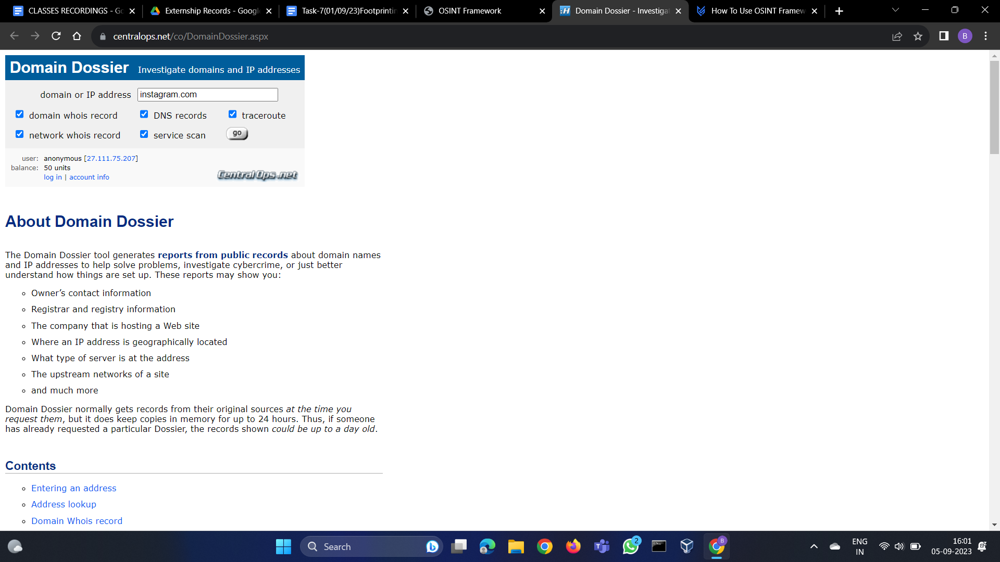 CLASSES RECORDINGS - Go
Externship Records - Google
Task-7(01/09/23)Footprintin
OSINT Framework
Domain Dossier - Investiga
How To Use OSINT Framew
centralops.net/co/DomainDossier.aspx
B
Domain Dossier Investigate domains and IP addresses
domain or IP address instagram.com
domain whois record DNS records traceroute
network whois record service scan go
user: anonymous [27.111.75.207]
balance: 50 units
log in | account info
CentralOps.net
About Domain Dossier
The Domain Dossier tool generates reports from public records about domain names
and IP addresses to help solve problems, investigate cybercrime, or just better
understand how things are set up. These reports may show you:
Owner’s contact information
Registrar and registry information
The company that is hosting a Web site
Where an IP address is geographically located
What type of server is at the address
The upstream networks of a site
and much more
Domain Dossier normally gets records from their original sources at the time you
request them, but it does keep copies in memory for up to 24 hours. Thus, if someone
has already requested a particular Dossier, the records shown could be up to a day old.
Contents
Entering an address
Address lookup
Domain Whois record
Search
2
B
ENG
IN
16:01
05-09-2023